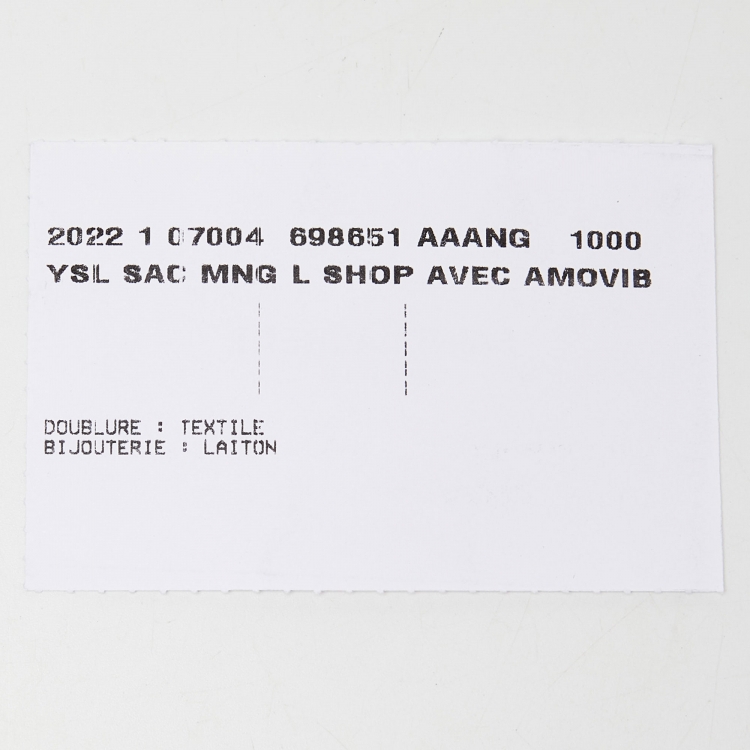 2022 1 07004 698651 AAANG 1000
YSL SAC MNG L SHOP AVEC AMOVIB
DOUBLURE : TEXTILE
BIJOUTERIE : LAITON